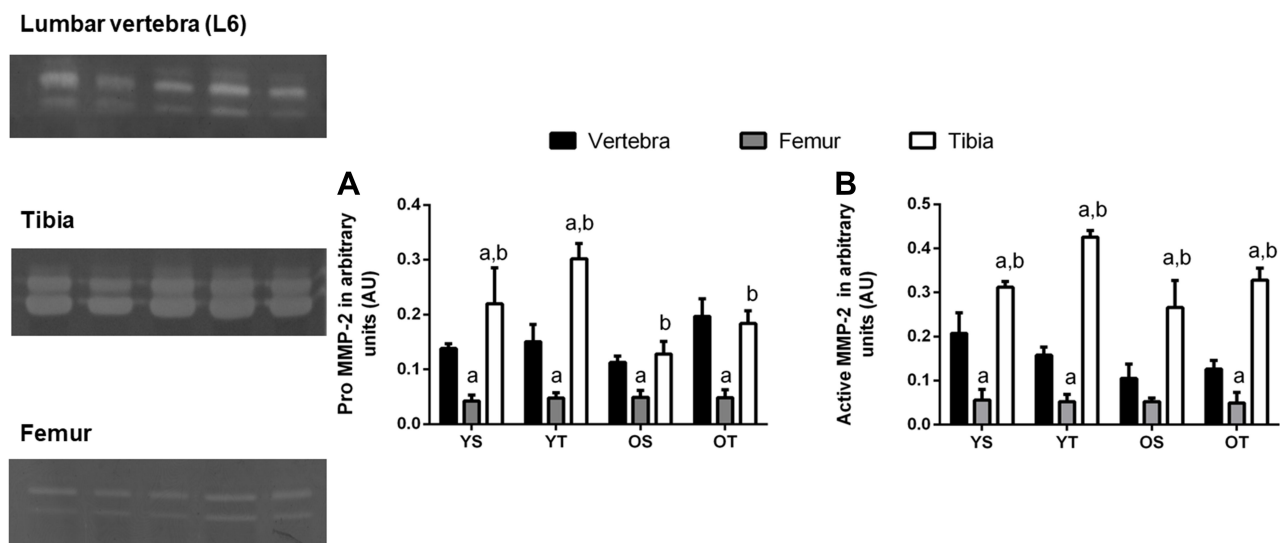 Lumbar vertebra (L6)
Tibia
Femur
Vertebra Femur Tibia
A
Pro MMP-2 in arbitrary
units (AU)
0.4
0.3
0.2
0.1
0.0
a a,b
a a,b
a b
a b
YS YT OS OT
B
Active MMP-2 in arbitrary
units (AU)
0.5
0.4
0.3
0.2
0.1
0.0
a a,b
a a,b
a,b
a a,b
YS YT OS OT